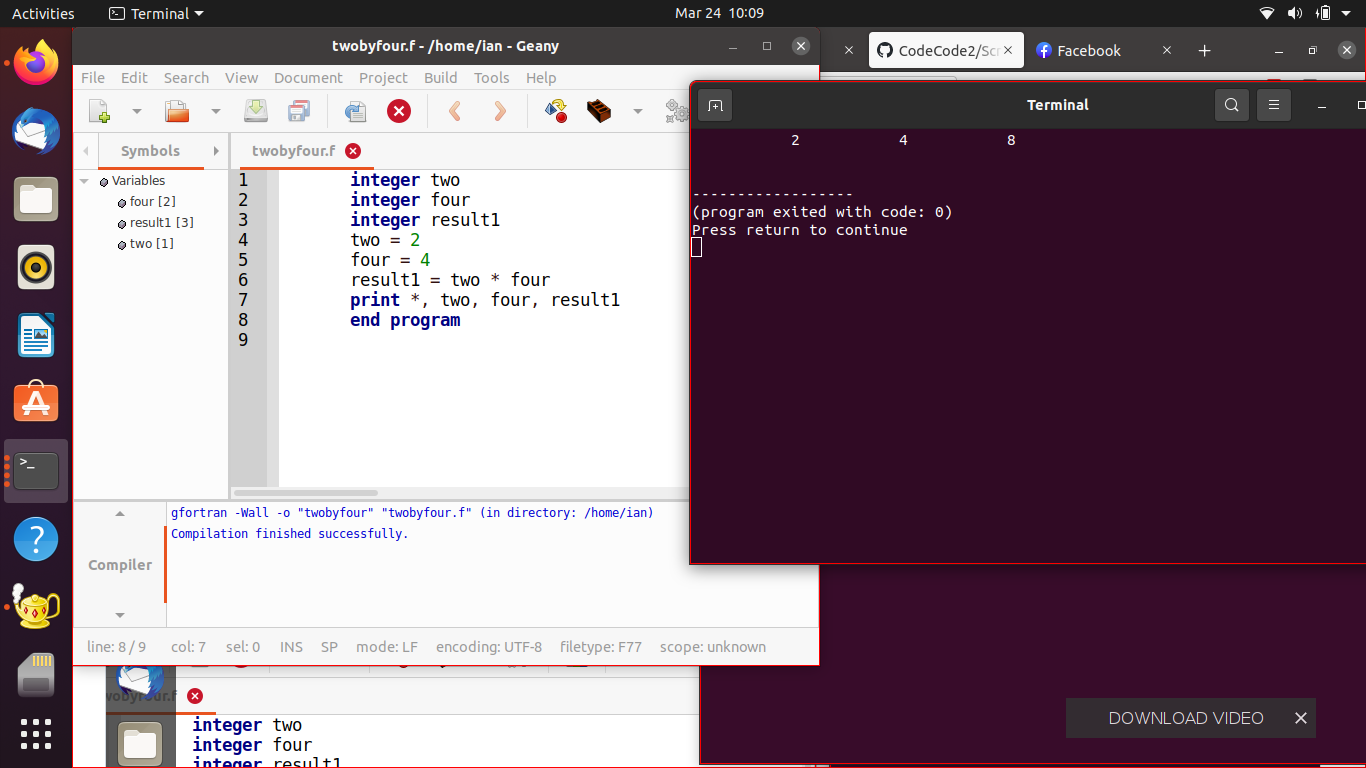 Activities Terminal Mar 24 10:09
twobyfour.f - /home/ian - Geany
CodeCode2/Scr Facebook
File Edit Search View Document Project Build Tools Help
Terminal
Symbols twobyfour.f
Variables
four [2]
result1 [3]
two [1]
1 integer two
2 integer four
3 integer result1
4 two = 2
5 four = 4
6 result1 = two * four
7 print *, two, four, result1
8 end program
9
2 4 8
------------------
(program exited with code: 0)
Press return to continue
Compiler
gfortran -Wall -o "twobyfour" "twobyfour.f" (in directory: /home/ian)
Compilation finished successfully.
line: 8 / 9 col: 7 sel: 0 INS SP mode: LF encoding: UTF-8 filetype: F77 scope: unknown
integer two
integer four
integer result1
DOWNLOAD VIDEO